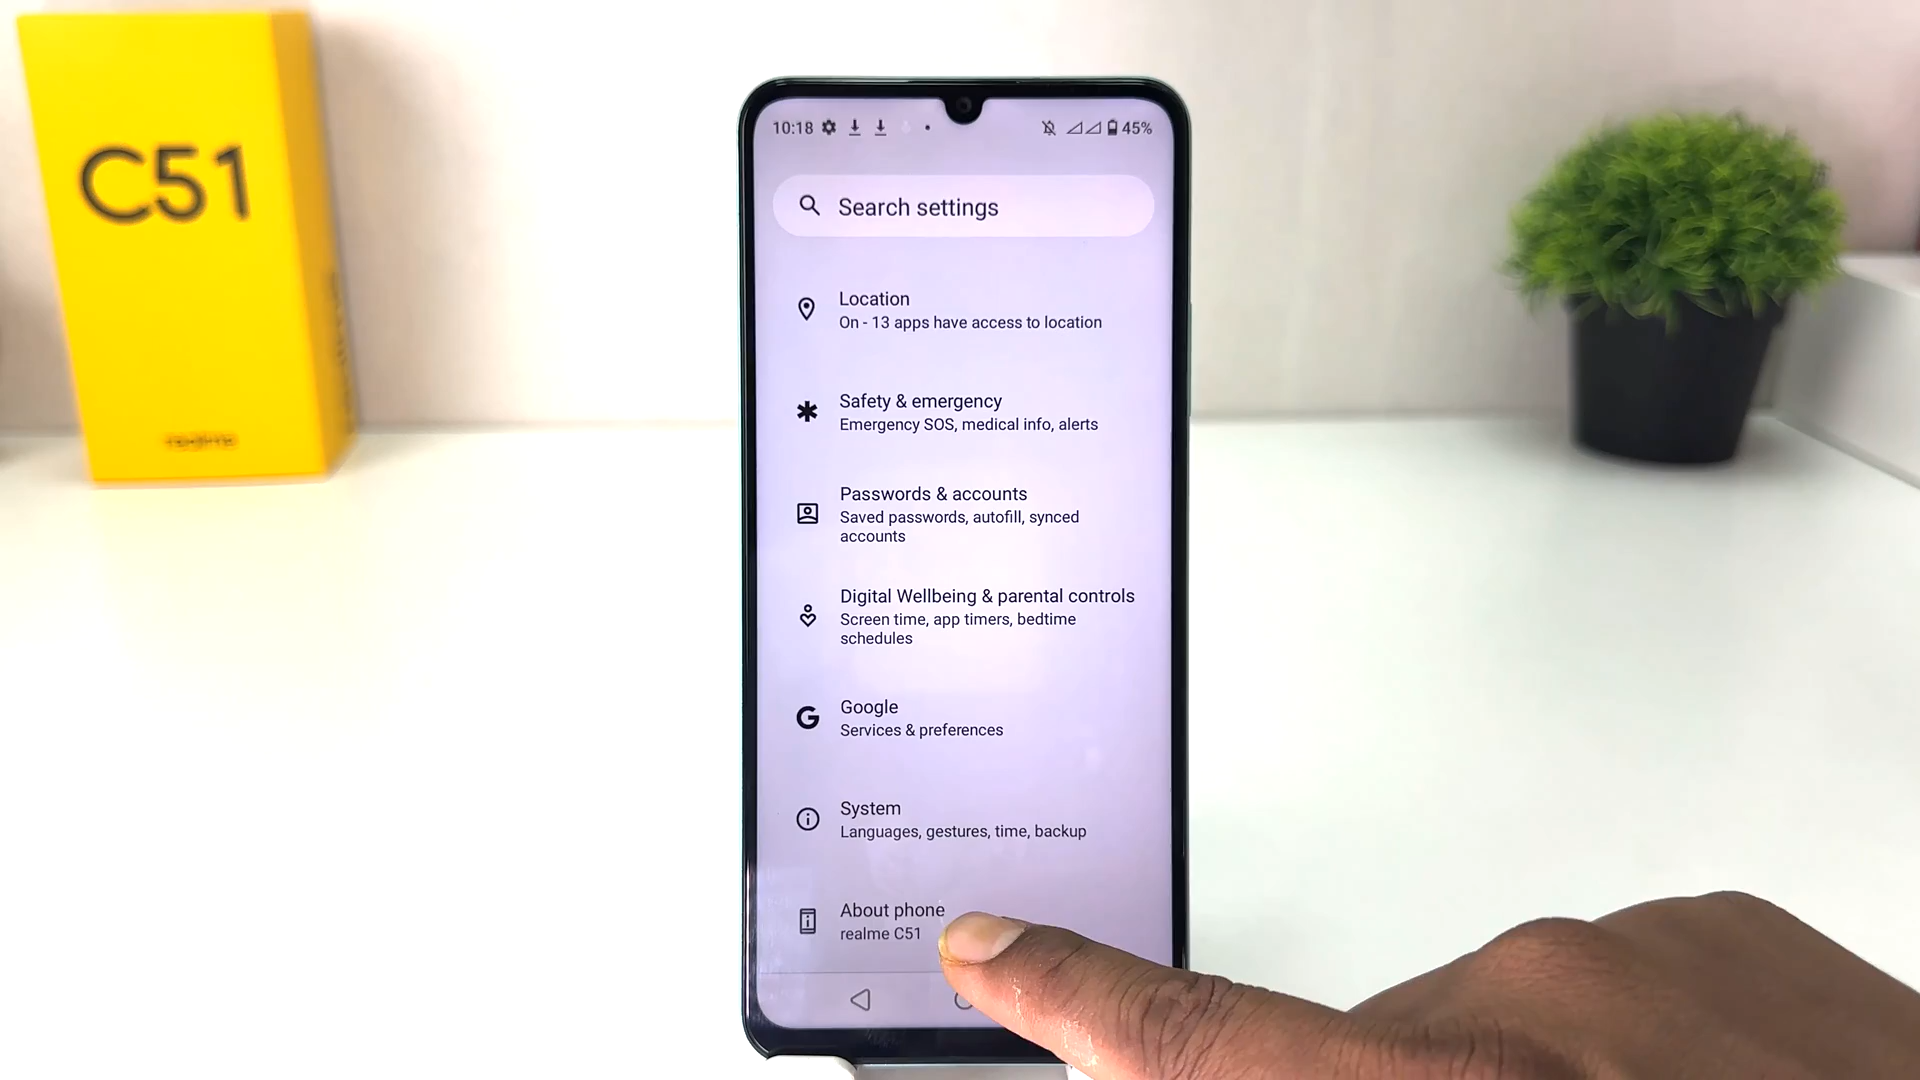 C51
realme
10:18
45%
Search settings
Location
On - 13 apps have access to location
Safety & emergency
Emergency SOS, medical info, alerts
Passwords & accounts
Saved passwords, autofill, synced
accounts
Digital Wellbeing & parental controls
Screen time, app timers, bedtime
schedules
Google
Services & preferences
System
Languages, gestures, time, backup
About phone
realme C51